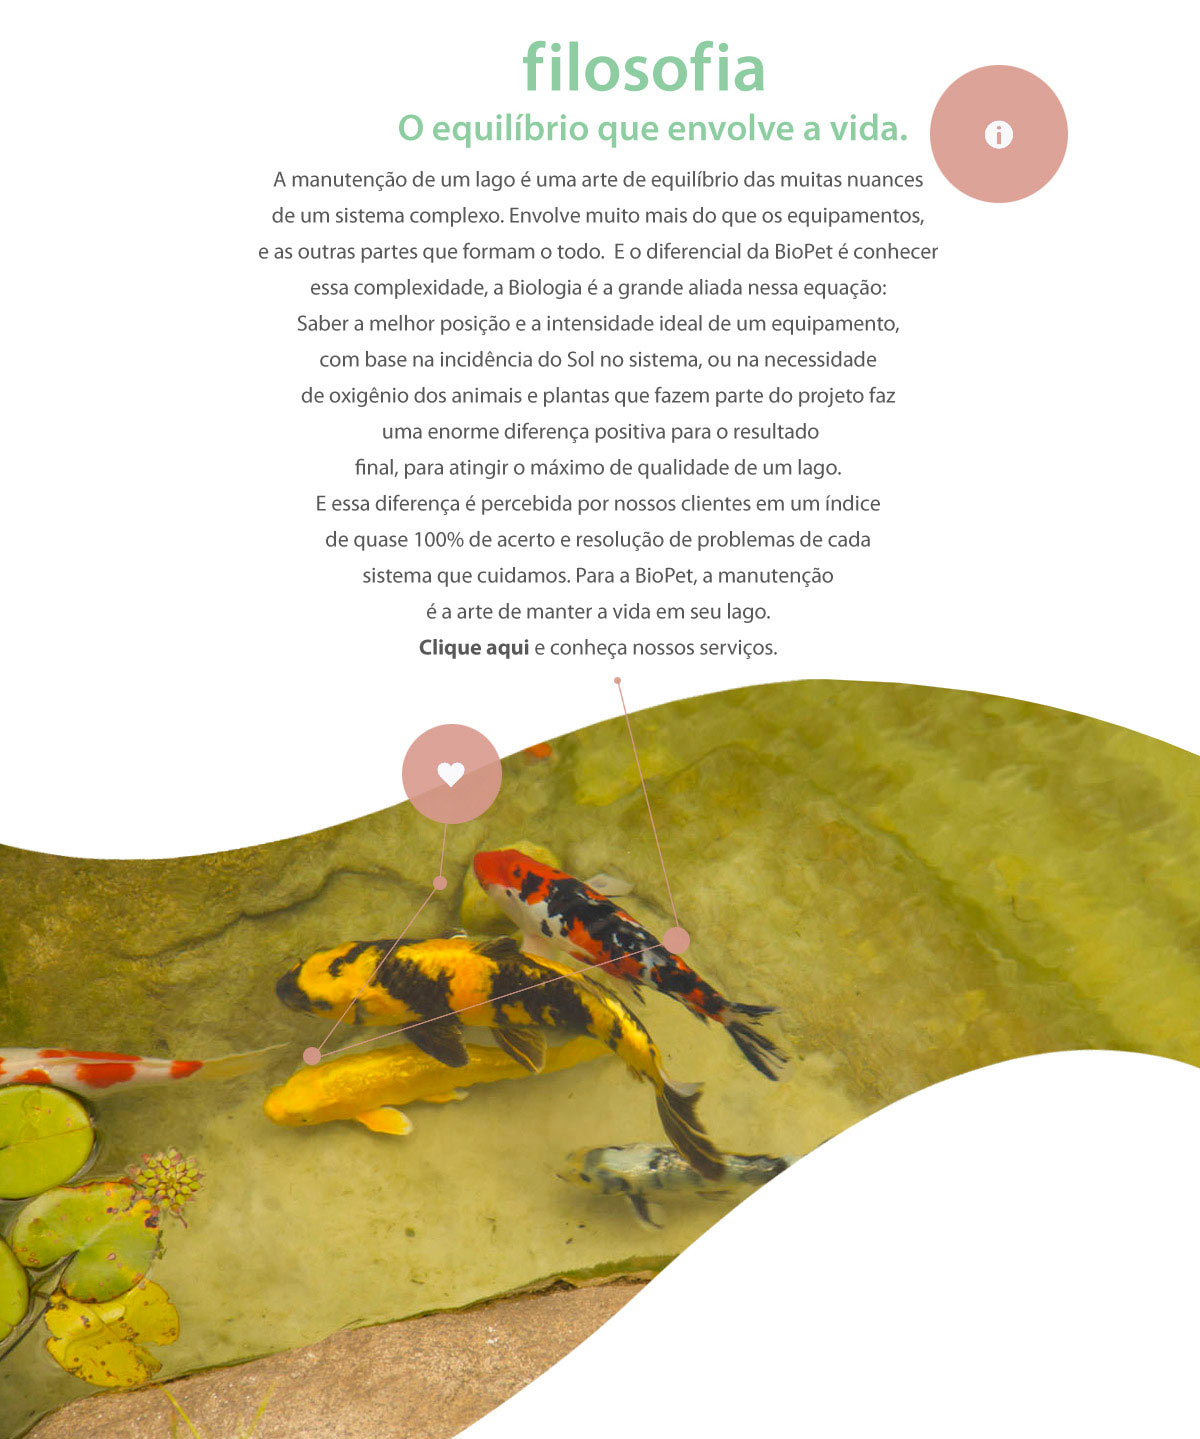 filosofia
O equilíbrio que envolve a vida.
A manutenção de um lago é uma arte de equilíbrio das muitas nuances
de um sistema complexo. Envolve muito mais do que os equipamentos,
e as outras partes que formam o todo.  E o diferencial da BioPet é conhecer
essa complexidade, a Biologia é a grande aliada nessa equação:
Saber a melhor posição e a intensidade ideal de um equipamento,
com base na incidência do Sol no sistema, ou na necessidade
de oxigênio dos animais e plantas que fazem parte do projeto faz
uma enorme diferença positiva para o resultado
final, para atingir o máximo de qualidade de um lago.
E essa diferença é percebida por nossos clientes em um índice
de quase 100% de acerto e resolução de problemas de cada
sistema que cuidamos. Para a BioPet, a manutenção
é a arte de manter a vida em seu lago.
Clique aqui e conheça nossos serviços.